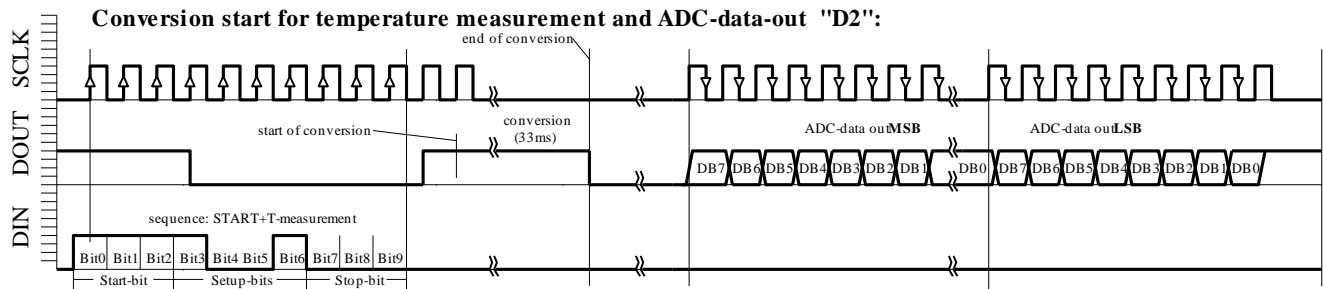 Conversion start for temperature measurement and ADC-data-out "D2":
end of conversion
SCLK
conversion
(33ms)
start of conversion
ADC-data outMSB ADC-data outLSB
DOUT
DB7 DB6 DB5 DB4 DB3 DB2 DB1 DB0 DB7 DB6 DB5 DB4 DB3 DB2 DB1 DB0
sequence: START+T-measurement
DIN
Bit0 Bit1 Bit2 Bit3 Bit4 Bit5 Bit6 Bit7 Bit8 Bit9
Start-bit Setup-bits Stop-bit